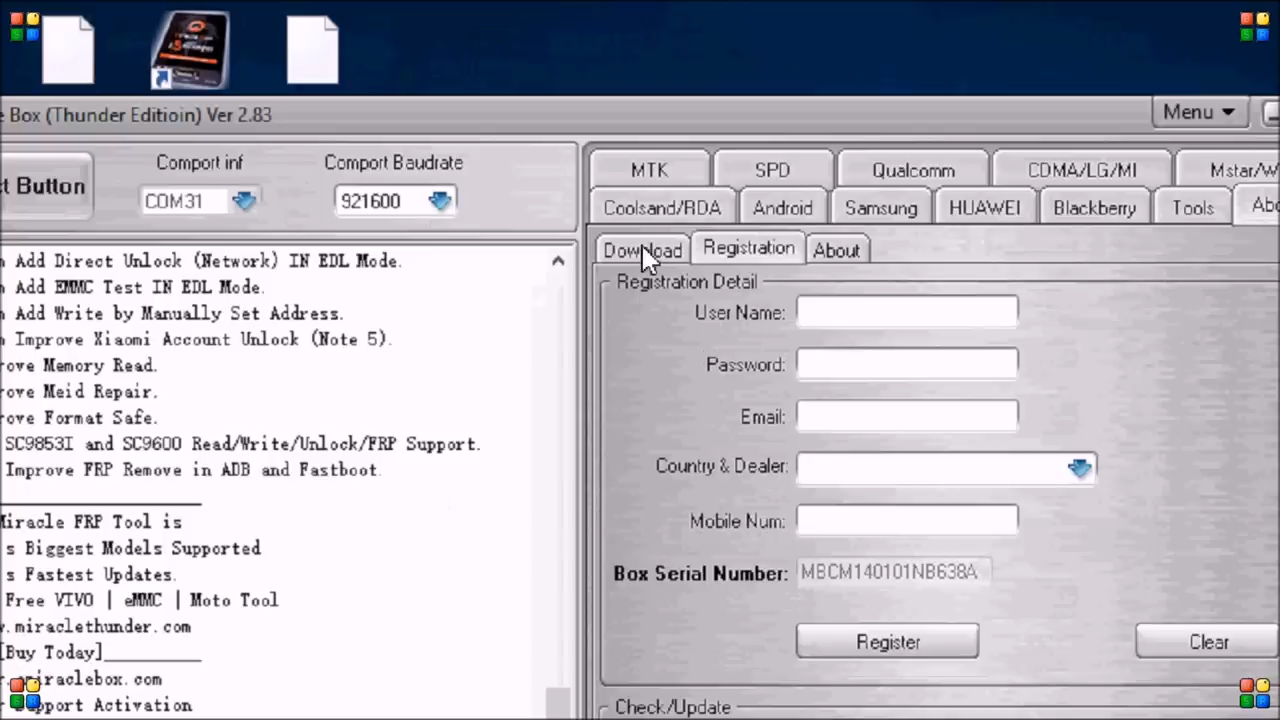 e Box (Thunder Editioin) Ver 2.83
Menu
t Button
Comport inf
Comport Baudrate
COM31
921600
MTK
SPD
Qualcomm
CDMA/LG/MI
Mstar/W
Coolsand/RDA
Android
Samsung
HUAWEI
Blackberry
Tools
Abo
Download
Registration
About
Add Direct Unlock (Network) IN EDL Mode.
Add EMMC Test IN EDL Mode.
Add Write by Manually Set Address.
Improve Xiaomi Account Unlock (Note 5).
rove Memory Read.
rove Meid Repair.
rove Format Safe.
SC9853I and SC9600 Read/Write/Unlock/FRP Support.
Improve FRP Remove in ADB and Fastboot.
Miracle FRP Tool is
s Biggest Models Supported
s Fastest Updates.
Free VIVO | eMMC | Moto Tool
.miraclethunder.com
[Buy Today]
.miraclebox.com
Support Activation
Registration Detail
User Name:
Password:
Email:
Country & Dealer:
Mobile Num:
Box Serial Number: MBCM140101NB638A
Register
Clear
Check/Update